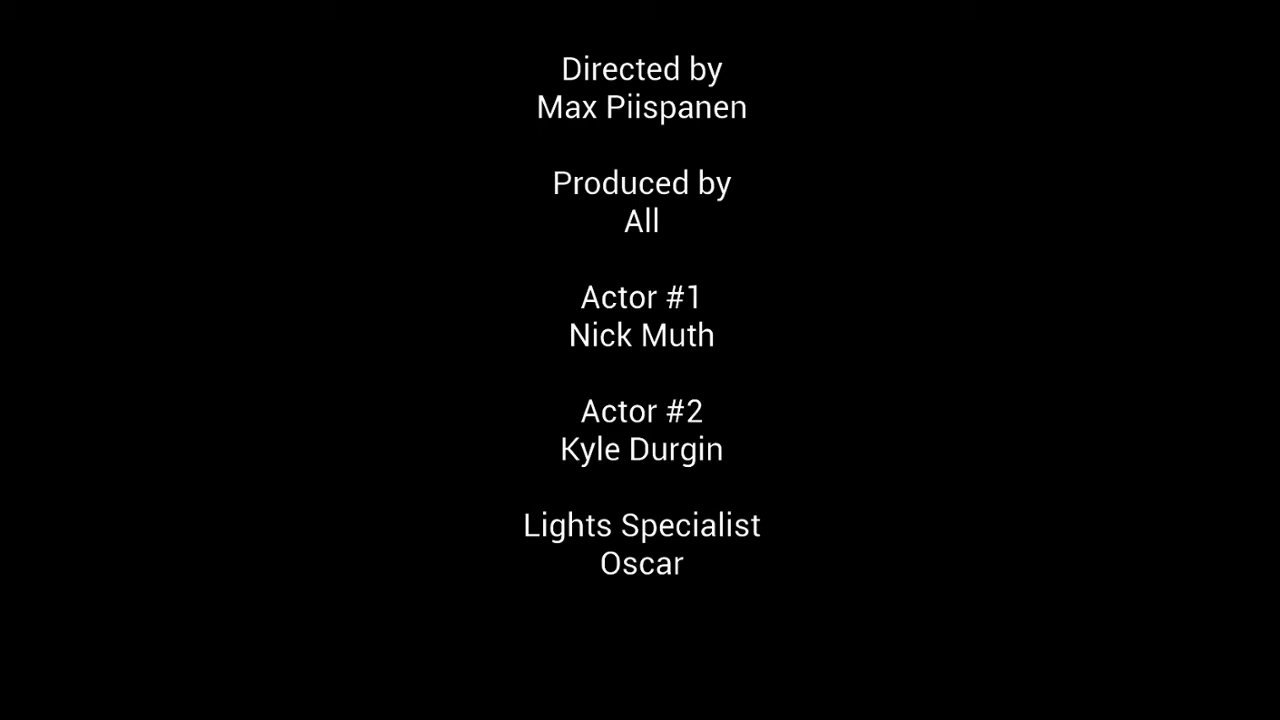 Directed by
Max Piispanen
Produced by
All
Actor #1
Nick Muth
Actor #2
Kyle Durgin
Lights Specialist
Oscar